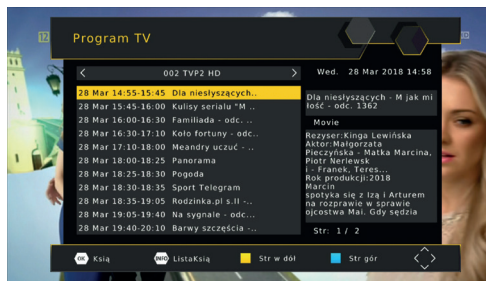 Program TV
002 TVP2 HD
Wed. 28 Mar 2018 14:58
28 Mar 14:55-15:45 Dla niesłyszących..
28 Mar 15:45-16:00 Kulisy serialu "M ..
28 Mar 16:00-16:30 Familiada - odc. ..
28 Mar 16:30-17:10 Koło fortuny - odc..
28 Mar 17:10-18:00 Meandry uczuć - ..
28 Mar 18:00-18:25 Panorama
28 Mar 18:25-18:30 Pogoda
28 Mar 18:30-18:35 Sport Telegram
28 Mar 18:35-19:05 Rodzinka.pl s.II -..
28 Mar 19:05-19:40 Na sygnale - odc...
28 Mar 19:40-20:10 Barwy szczęścia -..
Dla niesłyszących - M jak mi
łość - odc. 1362
Movie
Rezyser:Kinga Lewińska
Aktor:Małgorzata
Pieczyńska - Matka Marcina,
Piotr Nerlewsk
i - Franek, Teres...
Rok produkcji:2018
Marcin
spotyka się z Izą i Arturem
na rozprawie w sprawie
ojcostwa Mai. Gdy sędzia
Str: 1 / 2
OK Książ
INFO ListaKsią
Str w dół
Str gór